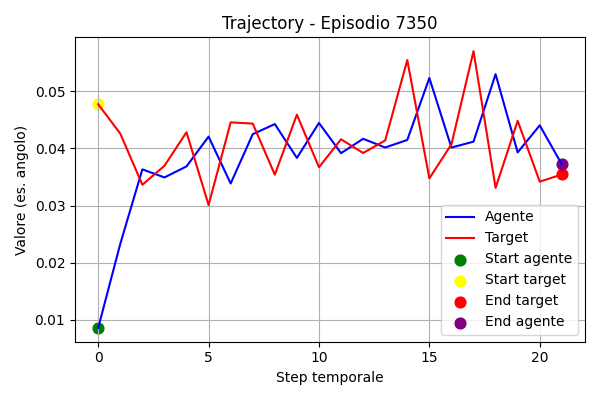 Trajectory - Episodio 7350
Valore (es. angolo)
0.05
0.04
0.03
0.02
0.01
0
5
10
15
20
Step temporale
Agente
Target
Start agente
Start target
End target
End agente